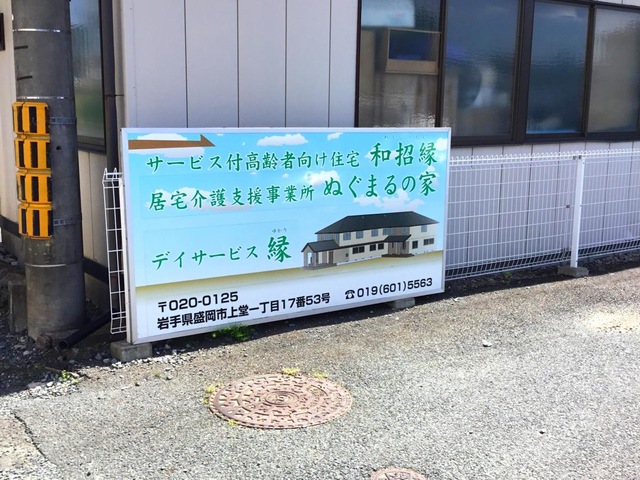 サービス付高齢者向け住宅 和招縁
居宅介護支援事業所 ぬぐまるの家
ゆかり
デイサービス 縁
〒020-0125
岩手県盛岡市上堂一丁目17番53号 ☎019(601)5563